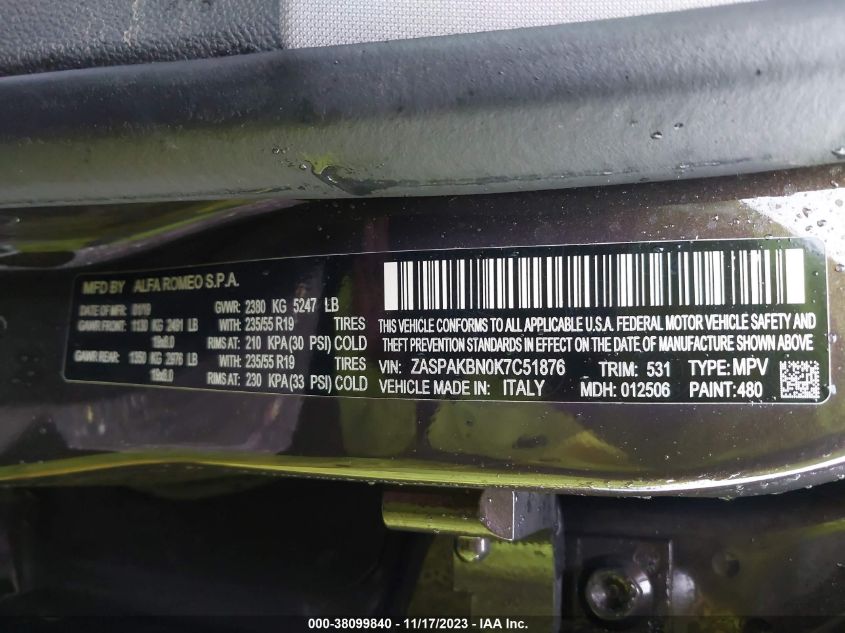 MFD BY ALFA ROMEO S.P.A.
DATE OF MFR 01/19 GVWR: 2380 KG 5247 LB
GAWR FRONT: 1130 KG 2491 LB WITH: 235/55 R19 TIRES
19x8.0 RIMS AT: 210 KPA(30 PSI) COLD
GAWR REAR: 1350 KG 2976 LB WITH: 235/55 R19 TIRES
19x8.0 RIMS AT: 230 KPA(33 PSI) COLD
THIS VEHICLE CONFORMS TO ALL APPLICABLE U.S.A. FEDERAL MOTOR VEHICLE SAFETY AND
THEFT PREVENTION STANDARDS IN EFFECT ON THE DATE OF MANUFACTURE SHOWN ABOVE
VIN: ZASPAKBN0K7C51876 TRIM: 531 TYPE: MPV
VEHICLE MADE IN: ITALY MDH: 012506 PAINT: 480
000-38099840 - 11/17/2023 - IAA Inc.